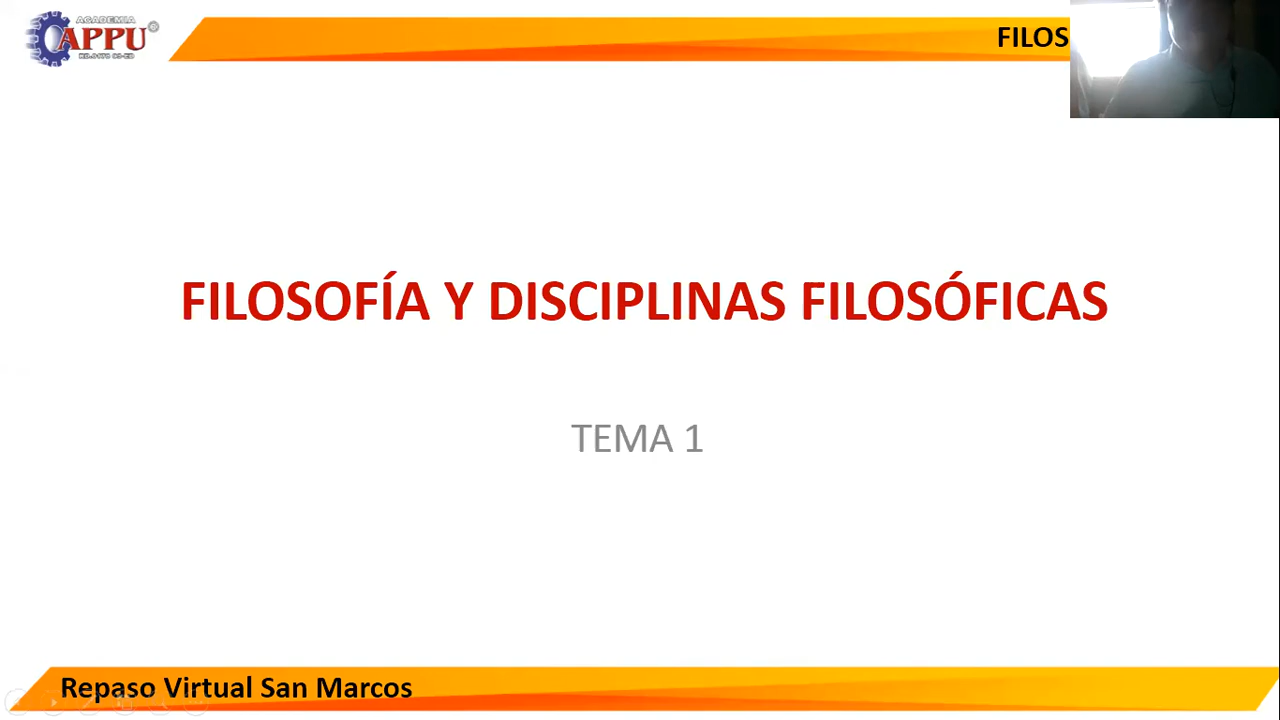 ACADEMIA
APPU
FILOS
FILOSOFÍA Y DISCIPLINAS FILOSÓFICAS
TEMA 1
Repaso Virtual San Marcos